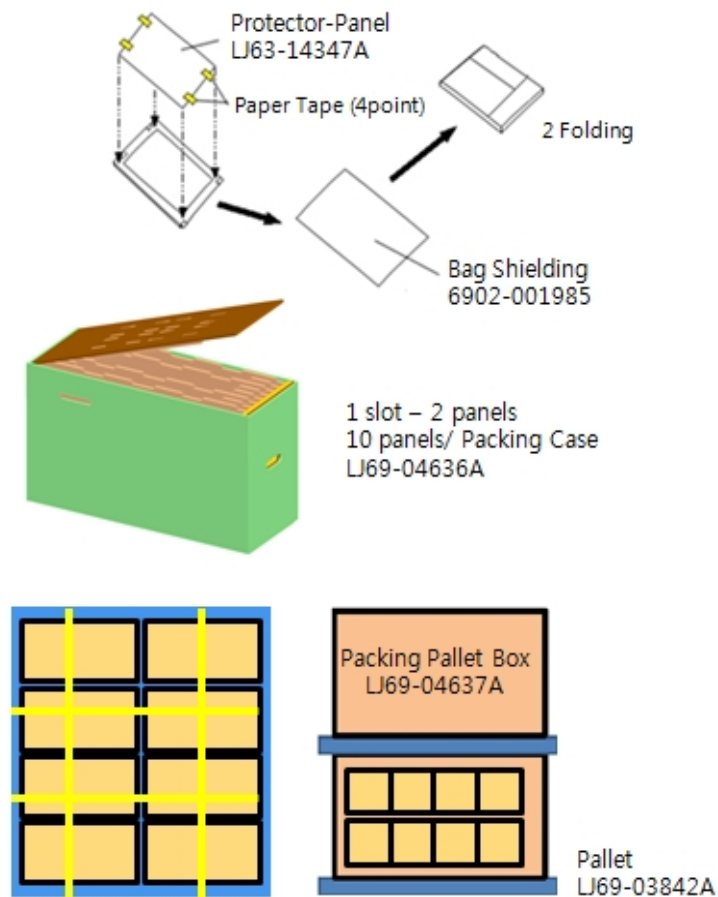 Protector-Panel
LJ63-14347A
Paper Tape (4point)
2 Folding
Bag Shielding
6902-001985
1 slot – 2 panels
10 panels/ Packing Case
LJ69-04636A
Packing Pallet Box
LJ69-04637A
Pallet
LJ69-03842A